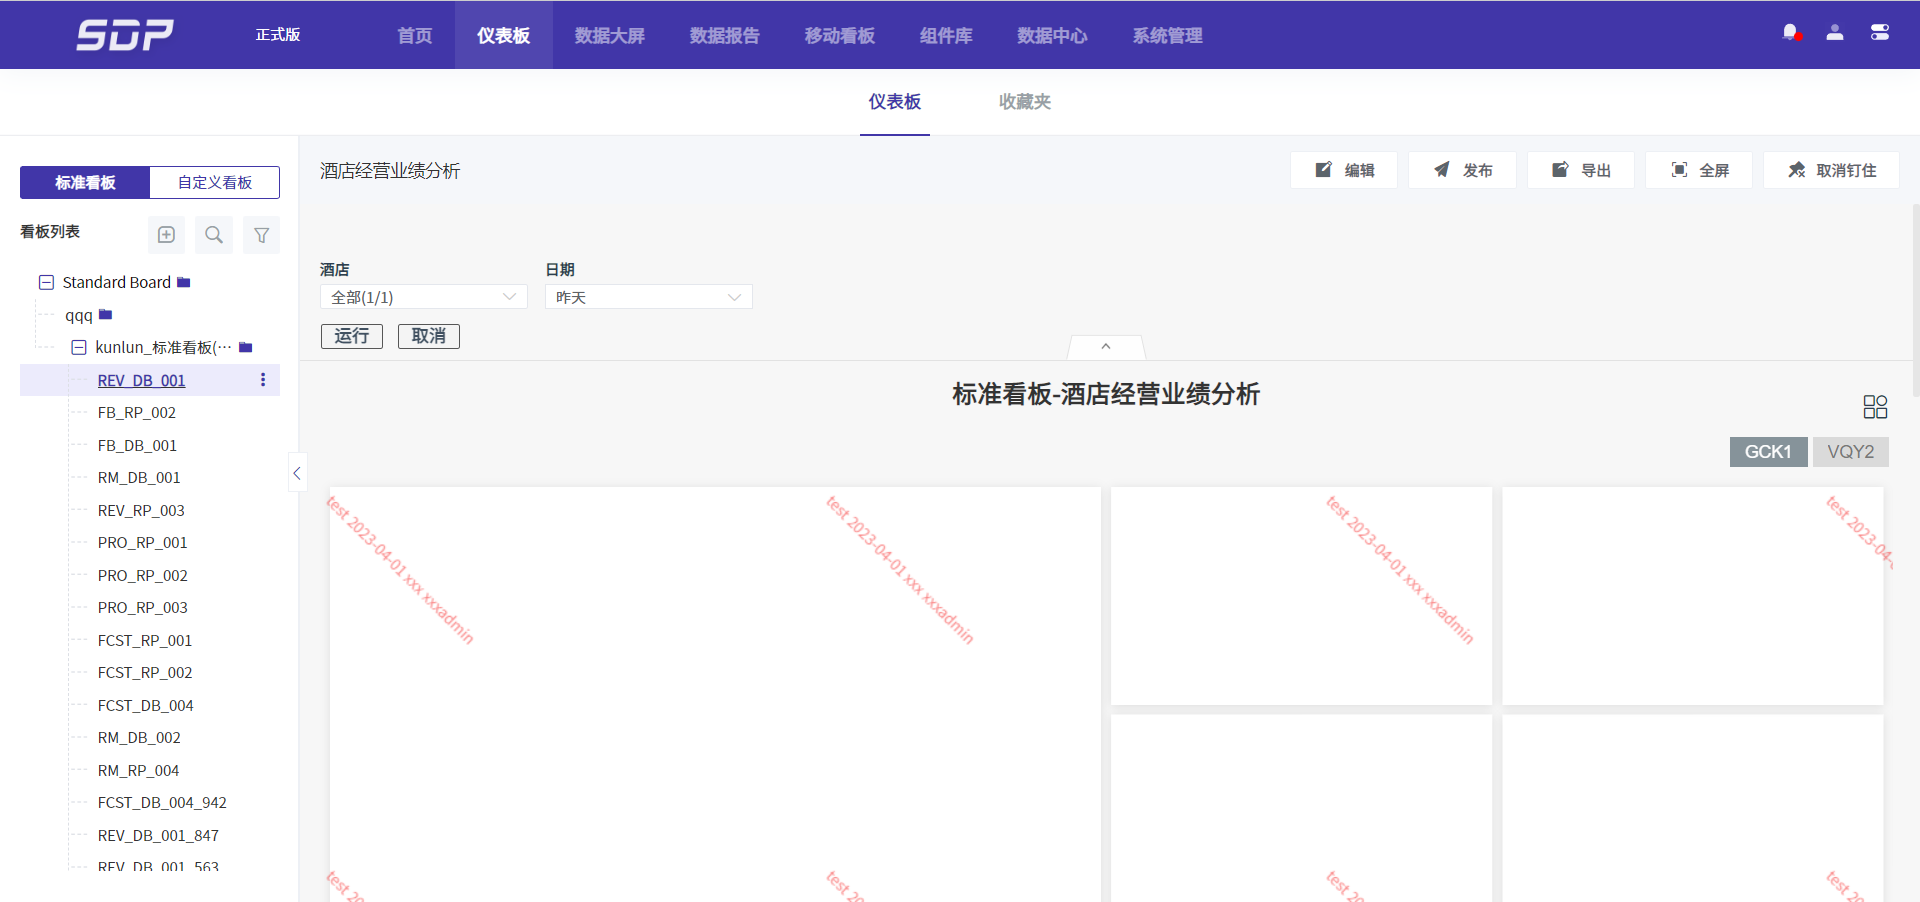 SDP
正式版
首页
仪表板
数据大屏
数据报告
移动看板
组件库
数据中心
系统管理
仪表板
收藏夹
标准看板
自定义看板
看板列表
Standard Board
qqq
kunlun_标准看板(···
REV_DB_001
FB_RP_002
FB_DB_001
RM_DB_001
REV_RP_003
PRO_RP_001
PRO_RP_002
PRO_RP_003
FCST_RP_001
FCST_RP_002
FCST_DB_004
RM_DB_002
RM_RP_004
FCST_DB_004_942
REV_DB_001_847
REV_DB_001_563
酒店经营业绩分析
编辑
发布
导出
全屏
取消钉住
酒店
日期
全部(1/1)
昨天
运行
取消
标准看板-酒店经营业绩分析
GCK1
VQY2
test 2023-04-01 xxx xxxadmin
test 2023-04-01 xxx xxxadmin
test 2023-04-01 xxx xxxadmin
test 2023-04-
test 20
test 20
test 20
test 20